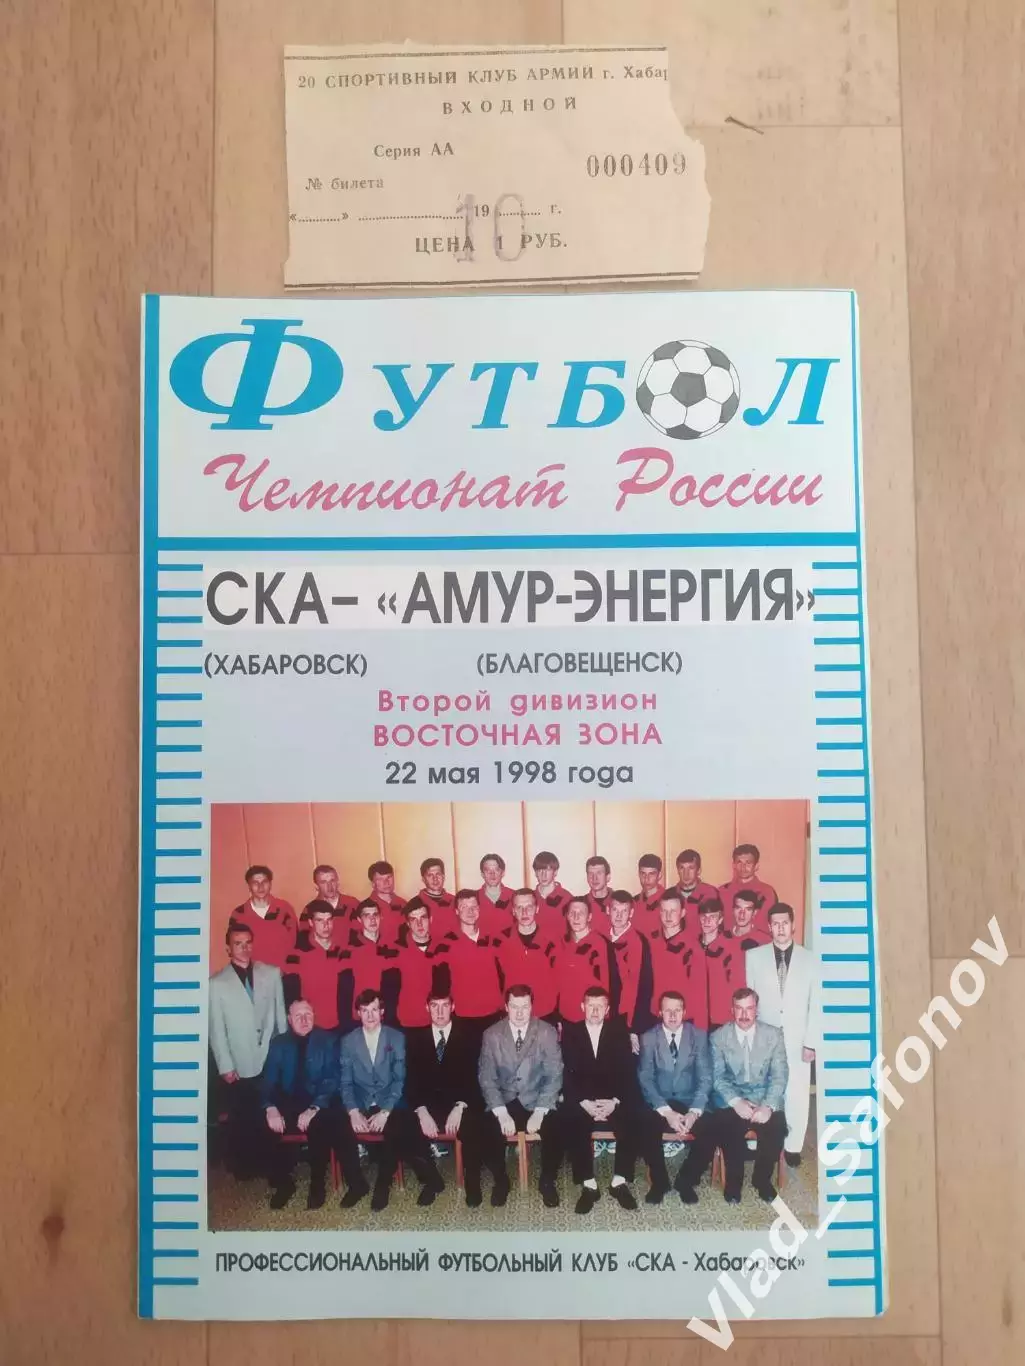 20 СПОРТИВНЫЙ КЛУБ АРМИИ г. Хабар
ВХОДНОЙ
Серия АА
000409
№ билета
«..........» .......................... 19 ........... г.
10
ЦЕНА 1 РУБ.
ФУТБОЛ
Чемпионат России
СКА – «АМУР-ЭНЕРГИЯ»
(ХАБАРОВСК) (БЛАГОВЕЩЕНСК)
Второй дивизион
ВОСТОЧНАЯ ЗОНА
22 мая 1998 года
ПРОФЕССИОНАЛЬНЫЙ ФУТБОЛЬНЫЙ КЛУБ «СКА - Хабаровск»
Vlad_Safonov